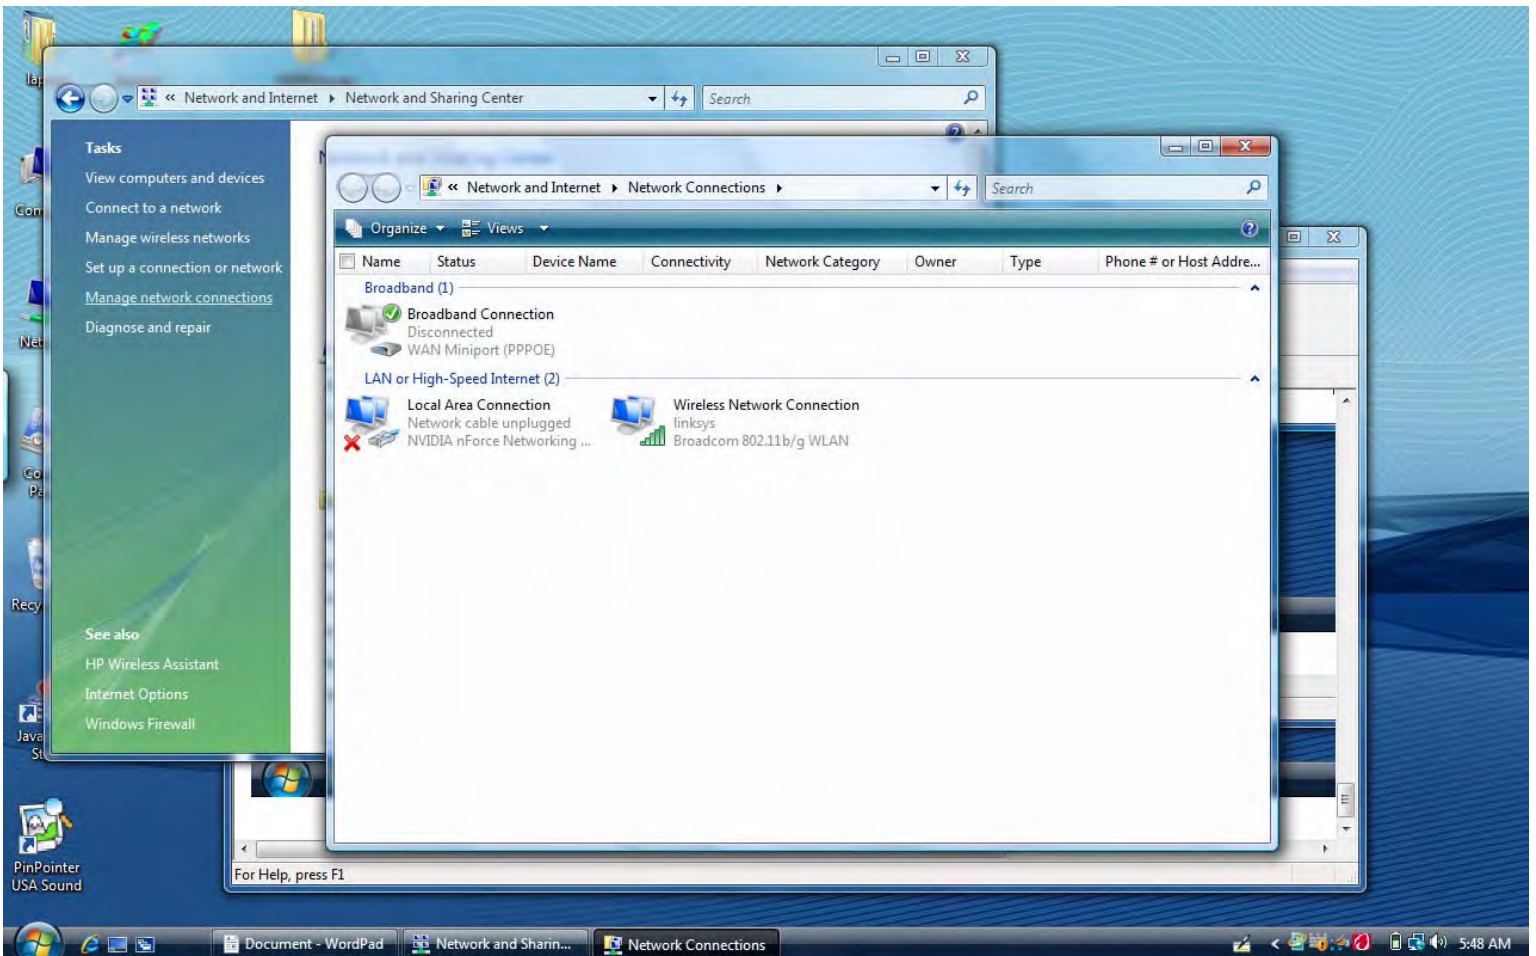 « Network and Internet ▸ Network and Sharing Center
Search
Tasks
View computers and devices
Connect to a network
Manage wireless networks
Set up a connection or network
Manage network connections
Diagnose and repair
See also
HP Wireless Assistant
Internet Options
Windows Firewall
« Network and Internet ▸ Network Connections ▸
Search
Organize Views
Name Status Device Name Connectivity Network Category Owner Type Phone # or Host Addre...
Broadband (1)
Broadband Connection
Disconnected
WAN Miniport (PPPOE)
LAN or High-Speed Internet (2)
Local Area Connection
Network cable unplugged
NVIDIA nForce Networking ...
Wireless Network Connection
linksys
Broadcom 802.11b/g WLAN
For Help, press F1
Recy
Java
PinPointer
USA Sound
Document - WordPad
Network and Sharin...
Network Connections
5:48 AM